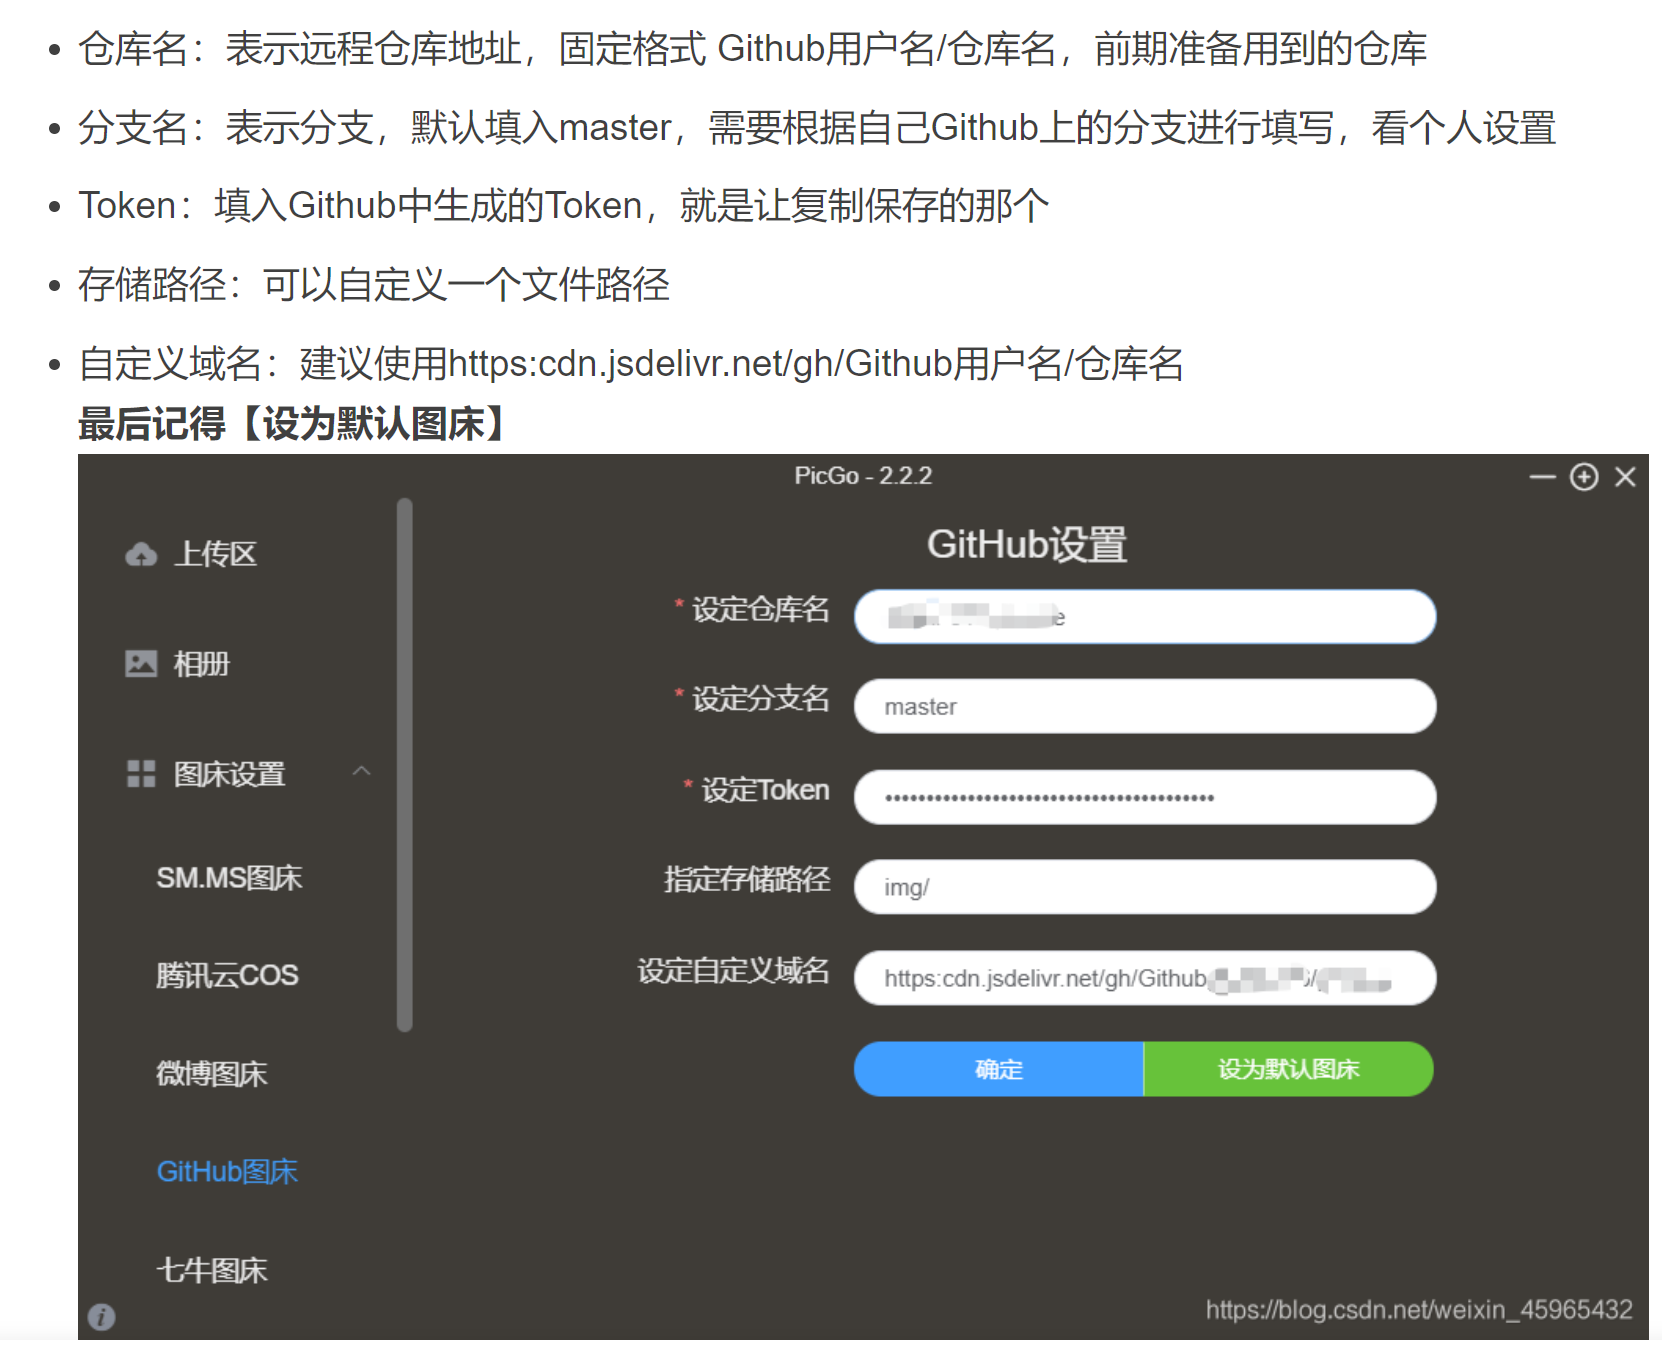 仓库名：表示远程仓库地址，固定格式 Github用户名/仓库名，前期准备用到的仓库
分支名：表示分支，默认填入master，需要根据自己Github上的分支进行填写，看个人设置
Token：填入Github中生成的Token，就是让复制保存的那个
存储路径：可以自定义一个文件路径
自定义域名：建议使用https:cdn.jsdelivr.net/gh/Github用户名/仓库名
最后记得【设为默认图床】
PicGo - 2.2.2
上传区
相册
图床设置
SM.MS图床
腾讯云COS
微博图床
GitHub图床
七牛图床
GitHub设置
* 设定仓库名
* 设定分支名 master
* 设定Token ••••••••••••••••••••••••••••••••••••••••
指定存储路径 img/
设定自定义域名 https:cdn.jsdelivr.net/gh/Github
确定 设为默认图床
https://blog.csdn.net/weixin_45965432